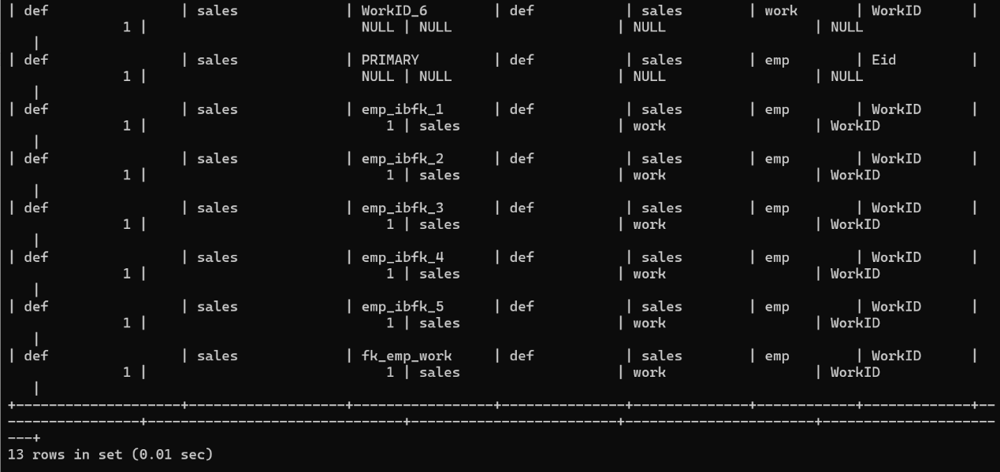 | def                | sales             | WorkID_6        | def           | sales        | work       | WorkID      |
              1 |                          NULL | NULL                    | NULL                  | NULL
   |
| def                | sales             | PRIMARY         | def           | sales        | emp        | Eid         |
              1 |                          NULL | NULL                    | NULL                  | NULL
   |
| def                | sales             | emp_ibfk_1      | def           | sales        | emp        | WorkID      |
              1 |                             1 | sales                   | work                  | WorkID
   |
| def                | sales             | emp_ibfk_2      | def           | sales        | emp        | WorkID      |
              1 |                             1 | sales                   | work                  | WorkID
   |
| def                | sales             | emp_ibfk_3      | def           | sales        | emp        | WorkID      |
              1 |                             1 | sales                   | work                  | WorkID
   |
| def                | sales             | emp_ibfk_4      | def           | sales        | emp        | WorkID      |
              1 |                             1 | sales                   | work                  | WorkID
   |
| def                | sales             | emp_ibfk_5      | def           | sales        | emp        | WorkID      |
              1 |                             1 | sales                   | work                  | WorkID
   |
| def                | sales             | fk_emp_work     | def           | sales        | emp        | WorkID      |
              1 |                             1 | sales                   | work                  | WorkID
   |
+--------------------+-------------------+-----------------+---------------+--------------+------------+-------------+--
----------------+-------------------------------+-------------------------+-----------------------+---------------------
---+
13 rows in set (0.01 sec)